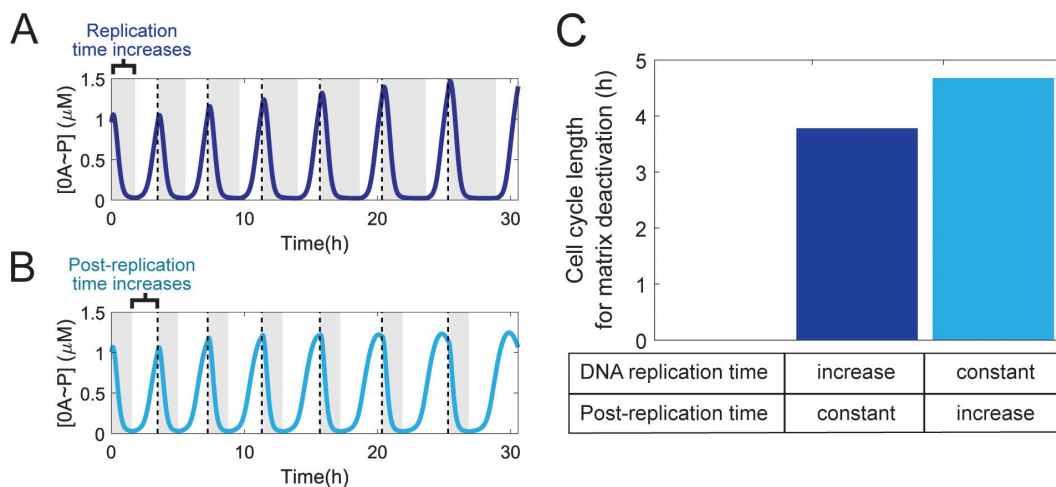 A
Replication
time increases
[0A~P] (μM)
1.5
1
0.5
0
0 10 20 30
Time(h)
B
Post-replication
time increases
[0A~P] (μM)
1.5
1
0.5
0
0 10 20 30
Time(h)
C
Cell cycle length
for matrix deactivation (h)
5
4
3
2
1
0
DNA replication time increase constant
Post-replication time constant increase